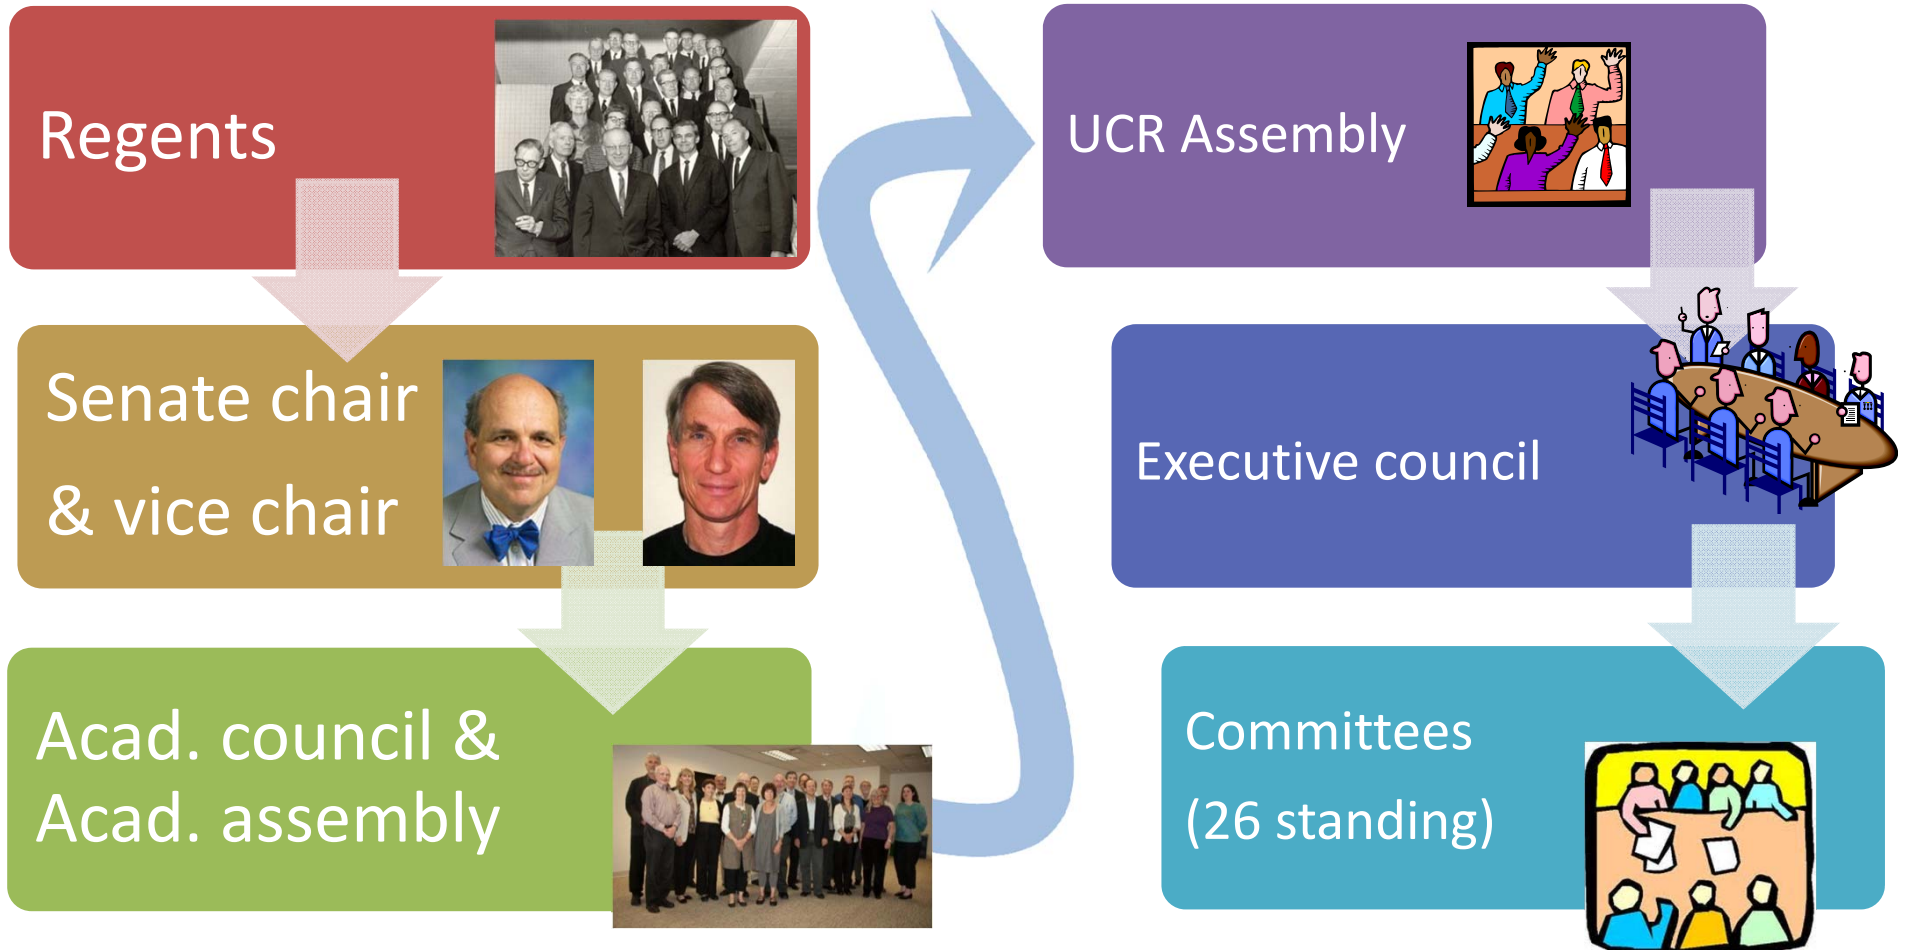 Regents
Senate chair
& vice chair
Acad. council &
Acad. assembly
UCR Assembly
Executive council
Committees
(26 standing)